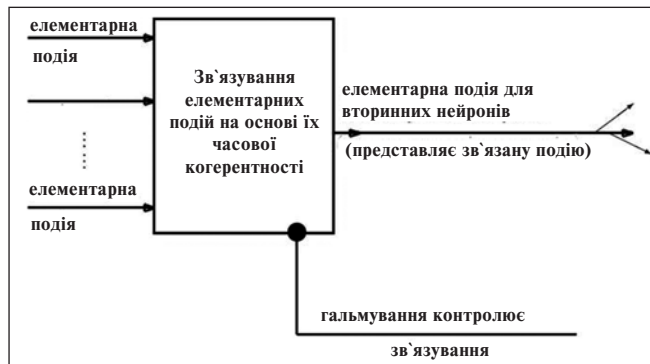 елементарна
подія
елементарна
подія
Зв`язування
елементарних
подій на основі їх
часової
когерентності
елементарна подія для
вторинних нейронів
(представляє зв`язану подію)
гальмування контролює
зв`язування